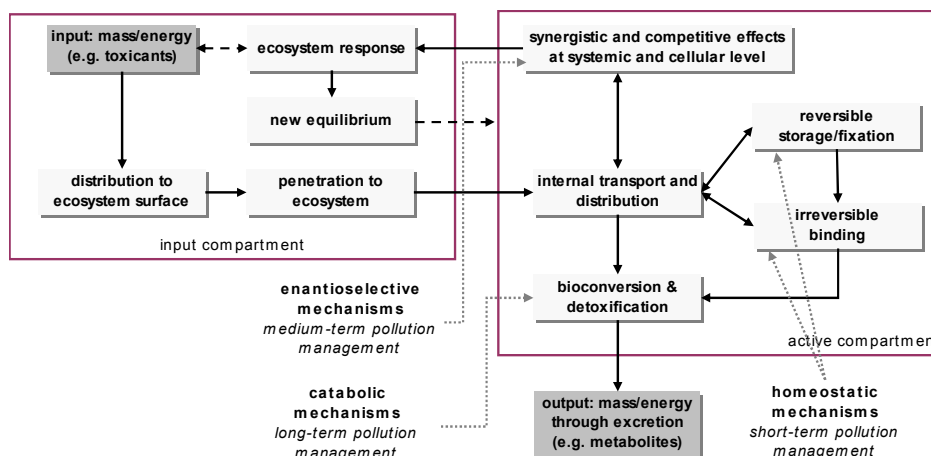 input: mass/energy
(e.g. toxicants)
ecosystem response
synergistic and competitive effects
at systemic and cellular level
new equilibrium
reversible
storage/fixation
distribution to
ecosystem surface
penetration to
ecosystem
internal transport and
distribution
irreversible
binding
input compartment
enantioselective
mechanisms
medium-term pollution
management
bioconversion &
detoxification
active compartment
catabolic
mechanisms
long-term pollution
management
output: mass/energy
through excretion
(e.g. metabolites)
homeostatic
mechanisms
short-term pollution
management